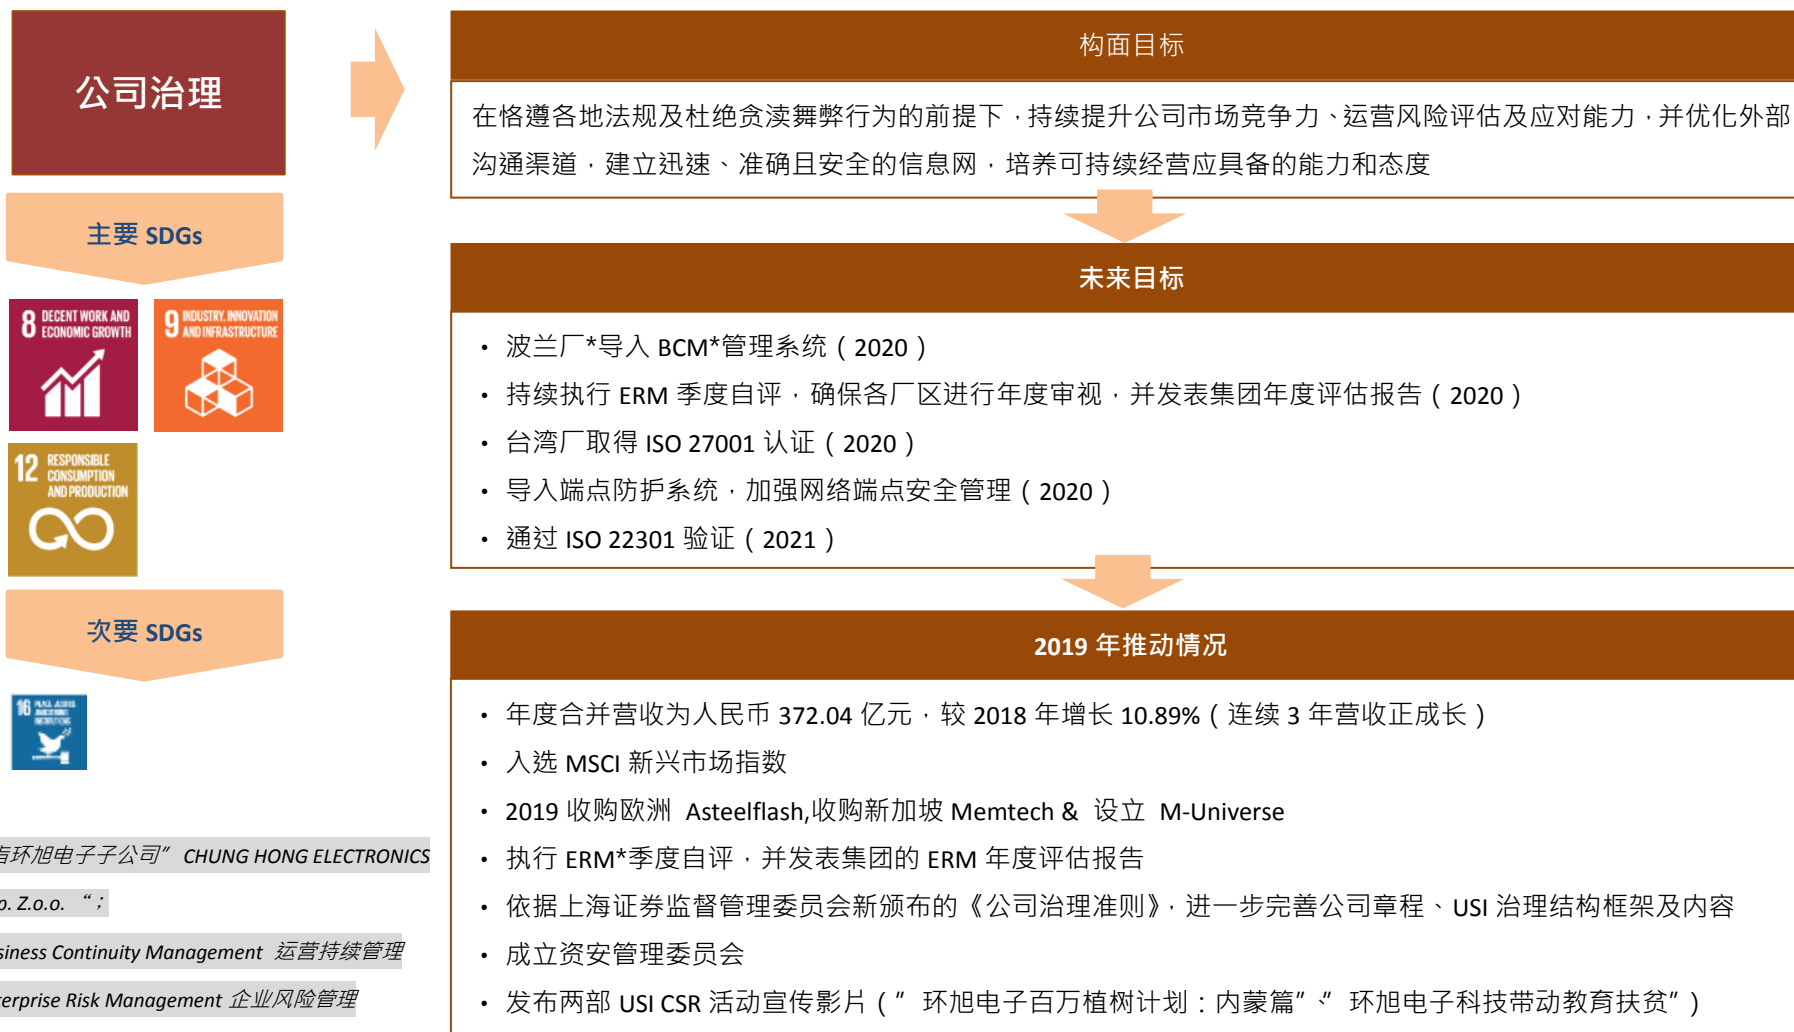 公司治理
主要 SDGs
8 DECENT WORK AND
ECONOMIC GROWTH
9 INDUSTRY, INNOVATION
AND INFRASTRUCTURE
12 RESPONSIBLE
CONSUMPTION
AND PRODUCTION
次要 SDGs
16 PEACE, JUSTICE
构面目标
在恪遵各地法规及杜绝贪渎舞弊行为的前提下，持续提升公司市场竞争力、运营风险评估及应对能力，并优化外部
沟通渠道，建立迅速、准确且安全的信息网，培养可持续经营应具备的能力和态度
未来目标
• 波兰厂*导入 BCM*管理系统（2020）
• 持续执行 ERM 季度自评，确保各厂区进行年度审视，并发表集团年度评估报告（2020）
• 台湾厂取得 ISO 27001 认证（2020）
• 导入端点防护系统，加强网络端点安全管理（2020）
• 通过 ISO 22301 验证（2021）
2019 年推动情况
• 年度合并营收为人民币 372.04 亿元，较 2018 年增长 10.89%（连续 3 年营收正成长）
• 入选 MSCI 新兴市场指数
• 2019 收购欧洲 Asteelflash,收购新加坡 Memtech & 设立 M-Universe
• 执行 ERM*季度自评，并发表集团的 ERM 年度评估报告
• 依据上海证券监督管理委员会新颁布的《公司治理准则》，进一步完善公司章程、USI 治理结构框架及内容
• 成立资安管理委员会
• 发布两部 USI CSR 活动宣传影片（”环旭电子百万植树计划：内蒙篇”、”环旭电子科技带动教育扶贫”）
环旭电子子公司” CHUNG HONG ELECTRONICS
p. Z.o.o. “；
siness Continuity Management 运营持续管理
terprise Risk Management 企业风险管理